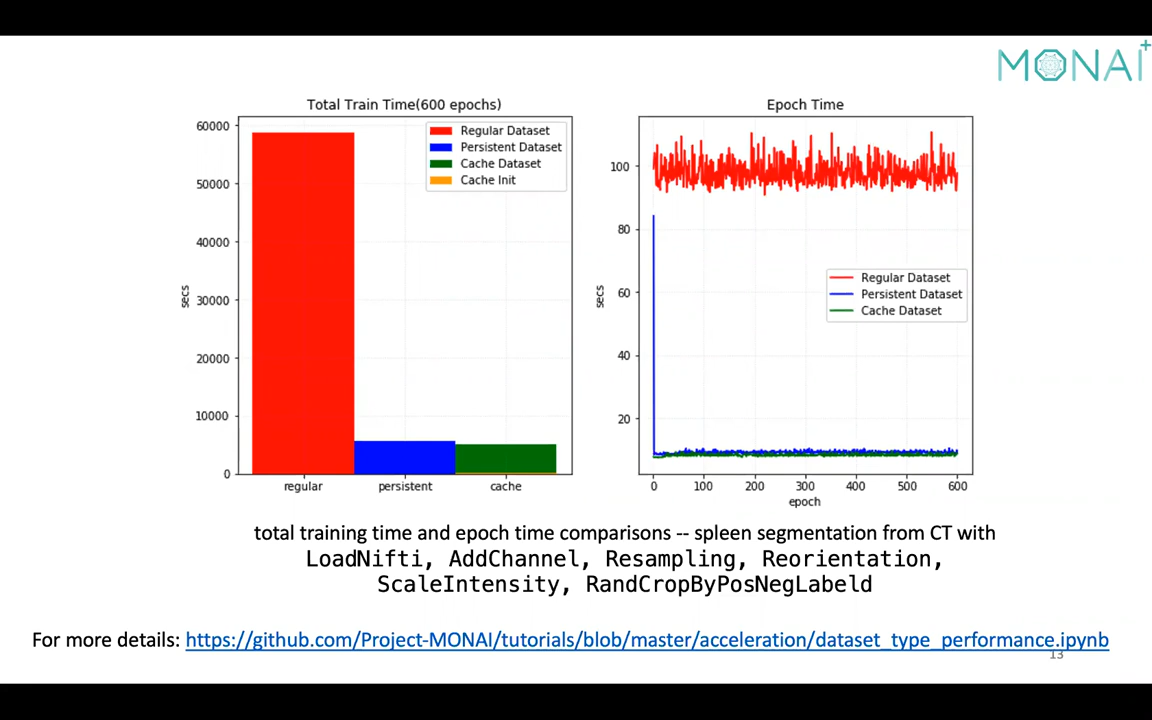 MONAI
Total Train Time(600 epochs)
60000
50000
40000
30000
20000
10000
0
secs
Regular Dataset
Persistent Dataset
Cache Dataset
Cache Init
regular
persistent
cache
Epoch Time
100
80
60
40
20
secs
Regular Dataset
Persistent Dataset
Cache Dataset
0 100 200 300 400 500 600
epoch
total training time and epoch time comparisons -- spleen segmentation from CT with
LoadNifti, AddChannel, Resampling, Reorientation,
ScaleIntensity, RandCropByPosNegLabeld
For more details: https://github.com/Project-MONAI/tutorials/blob/master/acceleration/dataset_type_performance.ipynb
13